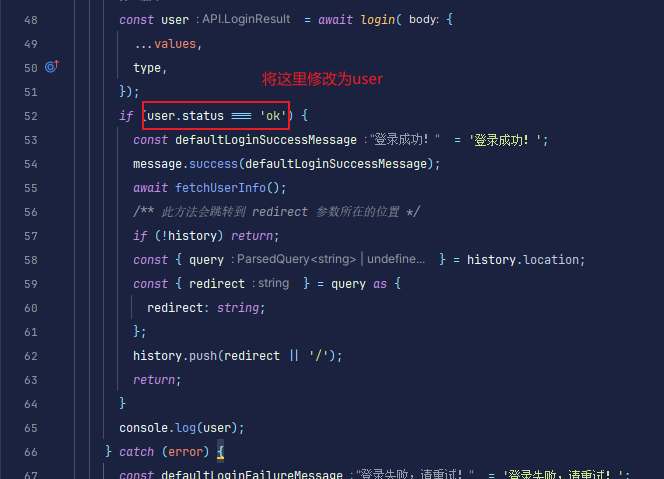 48 const user :API.LoginResult = await login( body: {
49 ...values,
50 type,
将这里修改为user
51 });
52 if (user.status === 'ok') {
53 const defaultLoginSuccessMessage :"登录成功！" = '登录成功！';
54 message.success(defaultLoginSuccessMessage);
55 await fetchUserInfo();
56 /** 此方法会跳转到 redirect 参数所在的位置 */
57 if (!history) return;
58 const { query :ParsedQuery<string> | undefine... } = history.location;
59 const { redirect :string } = query as {
60 redirect: string;
61 };
62 history.push(redirect || '/');
63 return;
64 }
65 console.log(user);
66 } catch (error) {
67 const defaultLoginFailureMessage :"登录失败，请重试！" = '登录失败，请重试！';